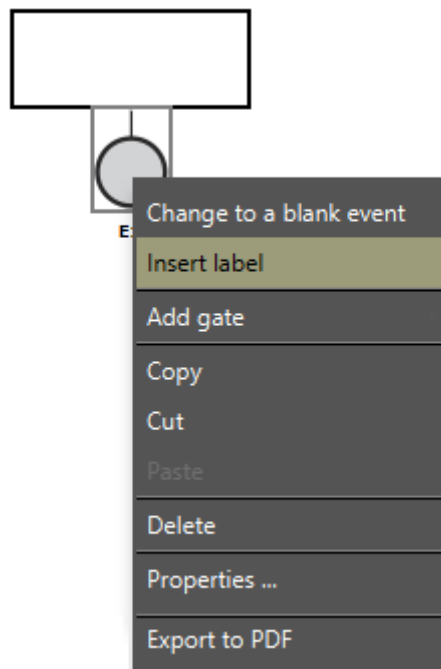 Change to a blank event
Insert label
Add gate
Copy
Cut
Paste
Delete
Properties ...
Export to PDF